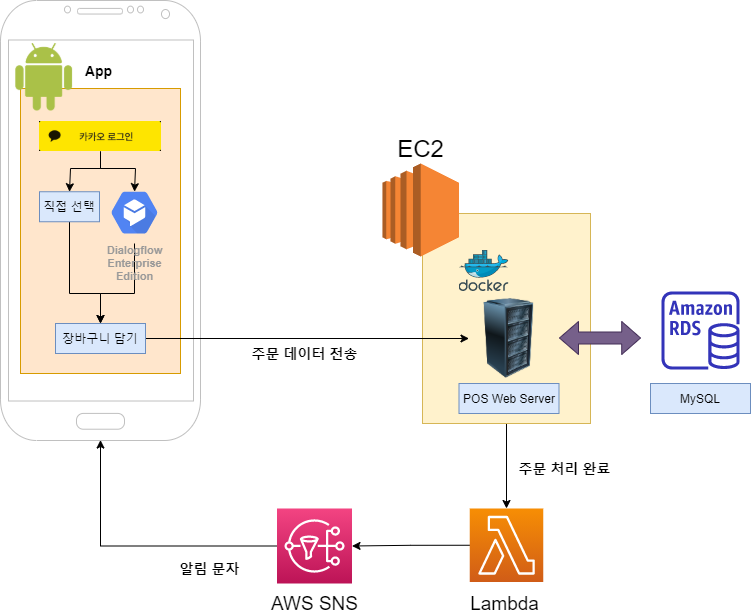 App
카카오 로그인
직접 선택
Dialogflow
Enterprise
Edition
장바구니 담기
주문 데이터 전송
EC2
docker
POS Web Server
Amazon
RDS
MySQL
주문 처리 완료
알림 문자
AWS SNS
Lambda